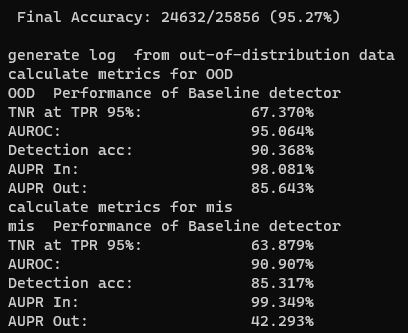 Final Accuracy: 24632/25856 (95.27%)
generate log  from out-of-distribution data
calculate metrics for OOD
OOD  Performance of Baseline detector
TNR at TPR 95%:             67.370%
AUROC:                      95.064%
Detection acc:              90.368%
AUPR In:                    98.081%
AUPR Out:                   85.643%
calculate metrics for mis
mis  Performance of Baseline detector
TNR at TPR 95%:             63.879%
AUROC:                      90.907%
Detection acc:              85.317%
AUPR In:                    99.349%
AUPR Out:                   42.293%